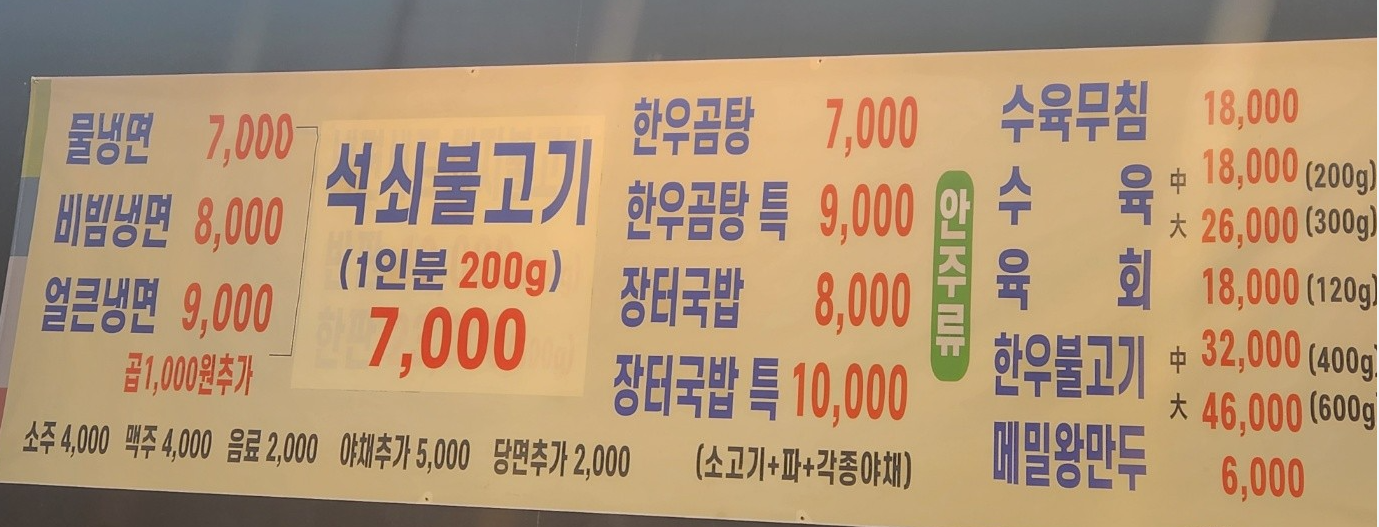 물냉면 7,000
비빔냉면 8,000
얼큰냉면 9,000
곱1,000원추가
석쇠불고기
(1인분 200g)
7,000
한우곰탕 7,000
한우곰탕 특 9,000
장터국밥 8,000
장터국밥 특 10,000
(소고기+파+각종야채)
안주류
수육무침 18,000
수육 中 18,000 (200g)
大 26,000 (300g)
육회 18,000 (120g)
한우불고기 中 32,000 (400g
大 46,000 (600g
메밀왕만두 6,000
소주 4,000 맥주 4,000 음료 2,000 야채추가 5,000 당면추가 2,000